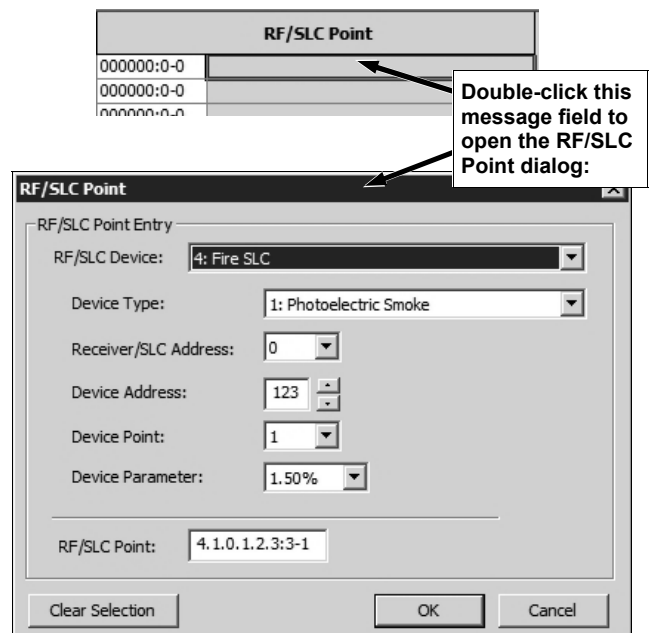 RF/SLC Point
000000:0-0
000000:0-0
000000:0-0
Double-click this
message field to
open the RF/SLC
Point dialog:
RF/SLC Point
RF/SLC Point Entry
RF/SLC Device: 4: Fire SLC
Device Type: 1: Photoelectric Smoke
Receiver/SLC Address: 0
Device Address: 123
Device Point: 1
Device Parameter: 1.50%
RF/SLC Point: 4.1.0.1.2.3:3-1
Clear Selection OK Cancel